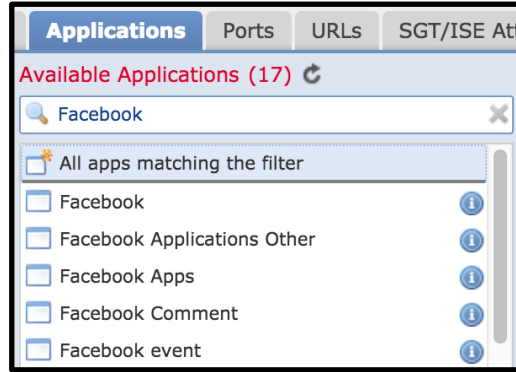 Applications Ports URLs SGT/ISE
Available Applications (17)
Facebook
All apps matching the filter
Facebook
Facebook Applications Other
Facebook Apps
Facebook Comment
Facebook event